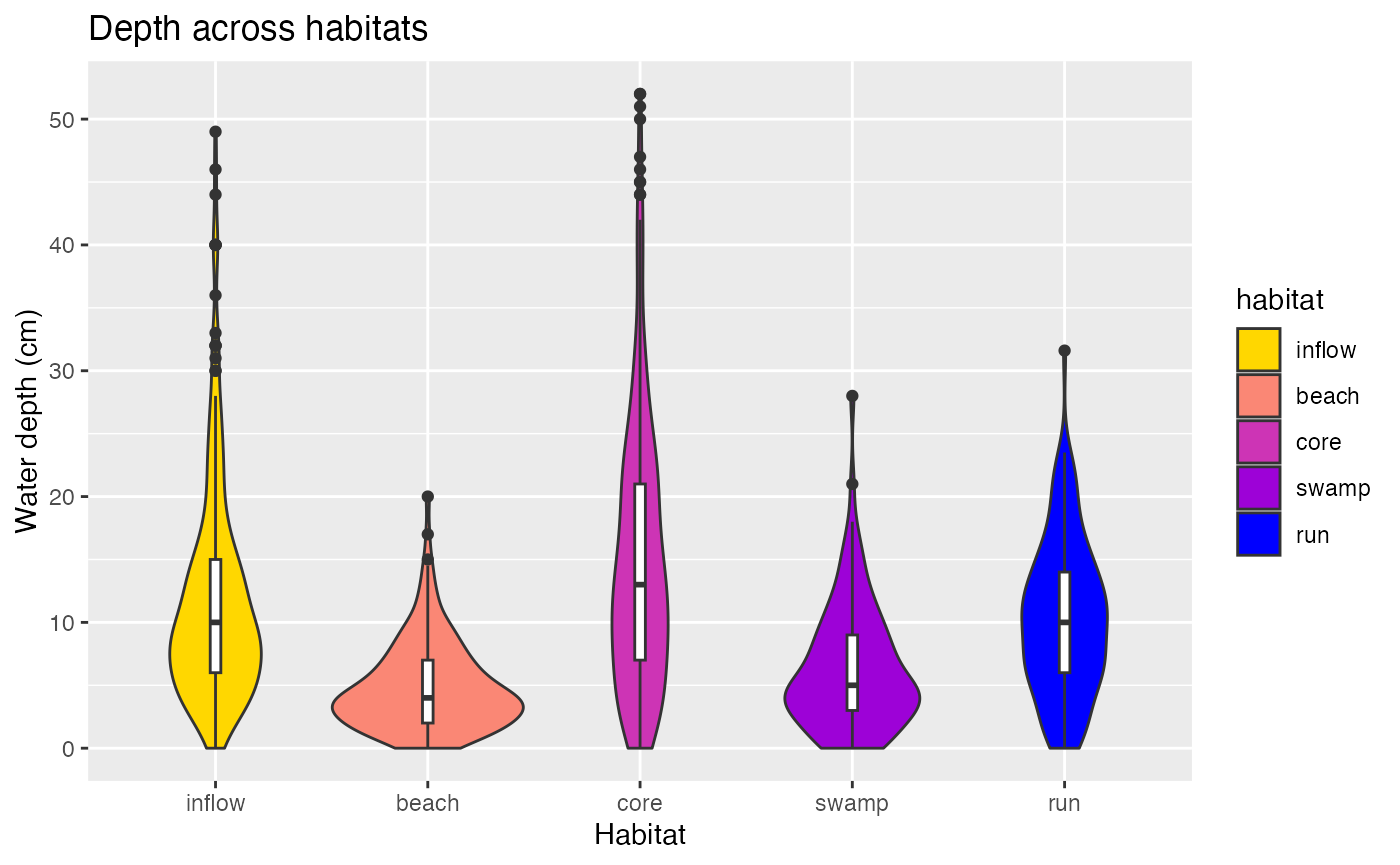 Depth across habitats
Water depth (cm)
50
40
30
20
10
0
inflow
beach
core
swamp
run
Habitat
habitat
inflow
beach
core
swamp
run